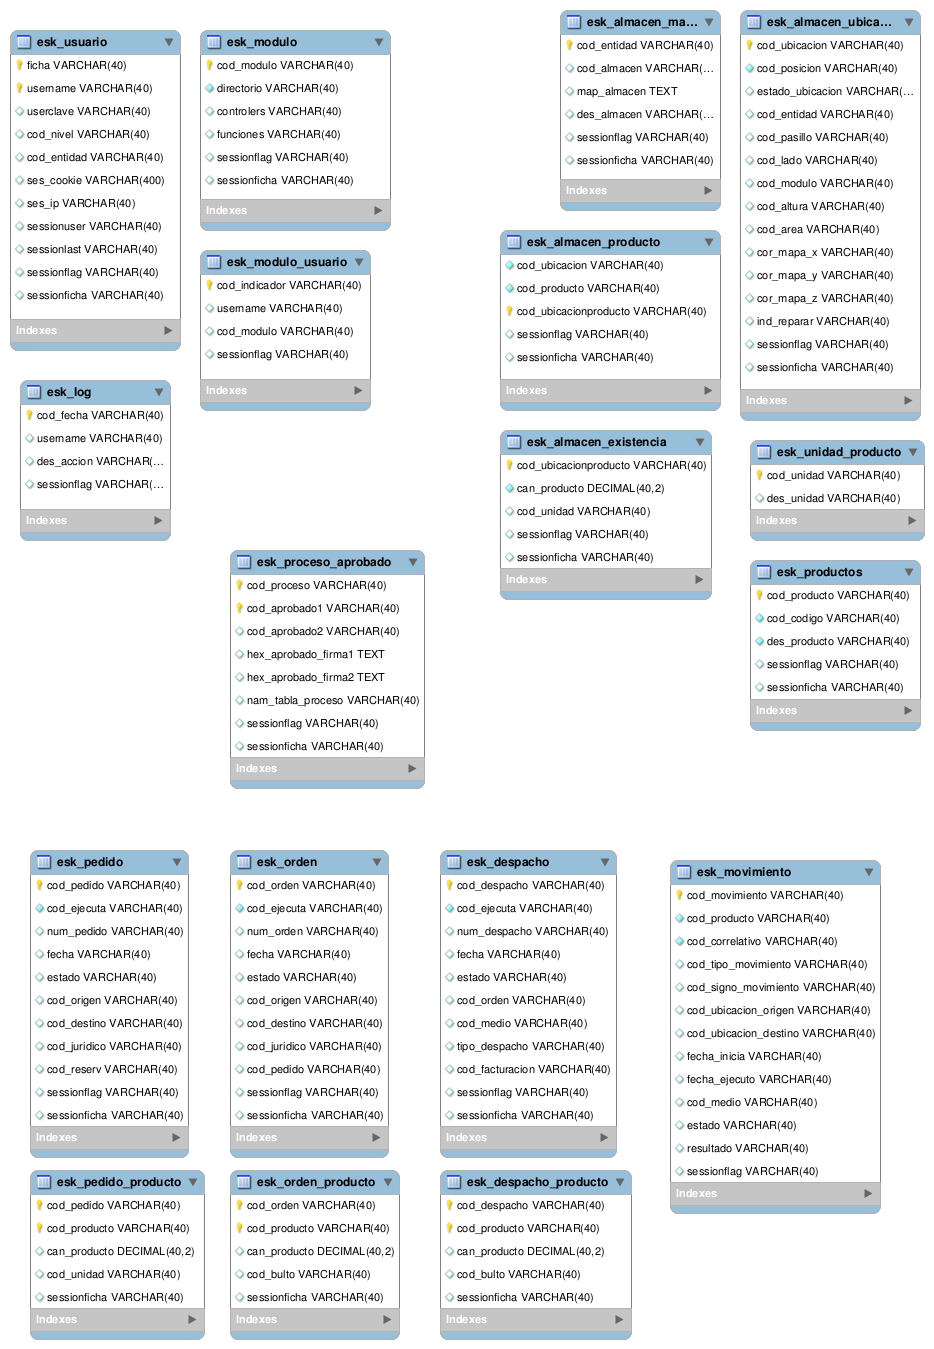 esk_usuario
ficha VARCHAR(40)
username VARCHAR(40)
userclave VARCHAR(40)
cod_nivel VARCHAR(40)
cod_entidad VARCHAR(40)
ses_cookie VARCHAR(400)
ses_ip VARCHAR(40)
sessionuser VARCHAR(40)
sessionlast VARCHAR(40)
sessionflag VARCHAR(40)
sessionficha VARCHAR(40)
Indexes
esk_modulo
cod_modulo VARCHAR(40)
directorio VARCHAR(40)
controlers VARCHAR(40)
funciones VARCHAR(40)
sessionflag VARCHAR(40)
sessionficha VARCHAR(40)
Indexes
esk_almacen_ma...
cod_entidad VARCHAR(40)
cod_almacen VARCHAR(...
map_almacen TEXT
des_almacen VARCHAR(...
sessionflag VARCHAR(40)
sessionficha VARCHAR(40)
Indexes
esk_almacen_ubica...
cod_ubicacion VARCHAR(40)
cod_posicion VARCHAR(40)
estado_ubicacion VARCHAR(...
cod_entidad VARCHAR(40)
cod_pasillo VARCHAR(40)
cod_lado VARCHAR(40)
cod_modulo VARCHAR(40)
cod_altura VARCHAR(40)
cod_area VARCHAR(40)
cor_mapa_x VARCHAR(40)
cor_mapa_y VARCHAR(40)
cor_mapa_z VARCHAR(40)
ind_reparar VARCHAR(40)
sessionflag VARCHAR(40)
sessionficha VARCHAR(40)
Indexes
esk_modulo_usuario
cod_indicador VARCHAR(40)
username VARCHAR(40)
cod_modulo VARCHAR(40)
sessionflag VARCHAR(40)
Indexes
esk_almacen_producto
cod_ubicacion VARCHAR(40)
cod_producto VARCHAR(40)
cod_ubicacionproducto VARCHAR(40)
sessionflag VARCHAR(40)
sessionficha VARCHAR(40)
Indexes
esk_log
cod_fecha VARCHAR(40)
username VARCHAR(40)
des_accion VARCHAR(...
sessionflag VARCHAR(...
Indexes
esk_almacen_existencia
cod_ubicacionproducto VARCHAR(40)
can_producto DECIMAL(40,2)
cod_unidad VARCHAR(40)
sessionflag VARCHAR(40)
sessionficha VARCHAR(40)
Indexes
esk_unidad_producto
cod_unidad VARCHAR(40)
des_unidad VARCHAR(40)
Indexes
esk_proceso_aprobado
cod_proceso VARCHAR(40)
cod_aprobado1 VARCHAR(40)
cod_aprobado2 VARCHAR(40)
hex_aprobado_firma1 TEXT
hex_aprobado_firma2 TEXT
nam_tabla_proceso VARCHAR(40)
sessionflag VARCHAR(40)
sessionficha VARCHAR(40)
Indexes
esk_productos
cod_producto VARCHAR(40)
cod_codigo VARCHAR(40)
des_producto VARCHAR(40)
sessionflag VARCHAR(40)
sessionficha VARCHAR(40)
Indexes
esk_pedido
cod_pedido VARCHAR(40)
cod_ejecuta VARCHAR(40)
num_pedido VARCHAR(40)
fecha VARCHAR(40)
estado VARCHAR(40)
cod_origen VARCHAR(40)
cod_destino VARCHAR(40)
cod_juridico VARCHAR(40)
cod_reserv VARCHAR(40)
sessionflag VARCHAR(40)
sessionficha VARCHAR(40)
Indexes
esk_orden
cod_orden VARCHAR(40)
cod_ejecuta VARCHAR(40)
num_orden VARCHAR(40)
fecha VARCHAR(40)
estado VARCHAR(40)
cod_origen VARCHAR(40)
cod_destino VARCHAR(40)
cod_juridico VARCHAR(40)
cod_pedido VARCHAR(40)
sessionflag VARCHAR(40)
sessionficha VARCHAR(40)
Indexes
esk_despacho
cod_despacho VARCHAR(40)
cod_ejecuta VARCHAR(40)
num_despacho VARCHAR(40)
fecha VARCHAR(40)
estado VARCHAR(40)
cod_orden VARCHAR(40)
cod_medio VARCHAR(40)
tipo_despacho VARCHAR(40)
cod_facturacion VARCHAR(40)
sessionflag VARCHAR(40)
sessionficha VARCHAR(40)
Indexes
esk_movimiento
cod_movimiento VARCHAR(40)
cod_producto VARCHAR(40)
cod_correlativo VARCHAR(40)
cod_tipo_movimiento VARCHAR(40)
cod_signo_movimiento VARCHAR(40)
cod_ubicacion_origen VARCHAR(40)
cod_ubicacion_destino VARCHAR(40)
fecha_inicia VARCHAR(40)
fecha_ejecuto VARCHAR(40)
cod_medio VARCHAR(40)
estado VARCHAR(40)
resultado VARCHAR(40)
sessionflag VARCHAR(40)
Indexes
esk_pedido_producto
cod_pedido VARCHAR(40)
cod_producto VARCHAR(40)
can_producto DECIMAL(40,2)
cod_unidad VARCHAR(40)
sessionficha VARCHAR(40)
Indexes
esk_orden_producto
cod_orden VARCHAR(40)
cod_producto VARCHAR(40)
can_producto DECIMAL(40,2)
cod_bulto VARCHAR(40)
sessionficha VARCHAR(40)
Indexes
esk_despacho_producto
cod_despacho VARCHAR(40)
cod_producto VARCHAR(40)
can_producto DECIMAL(40,2)
cod_bulto VARCHAR(40)
sessionficha VARCHAR(40)
Indexes